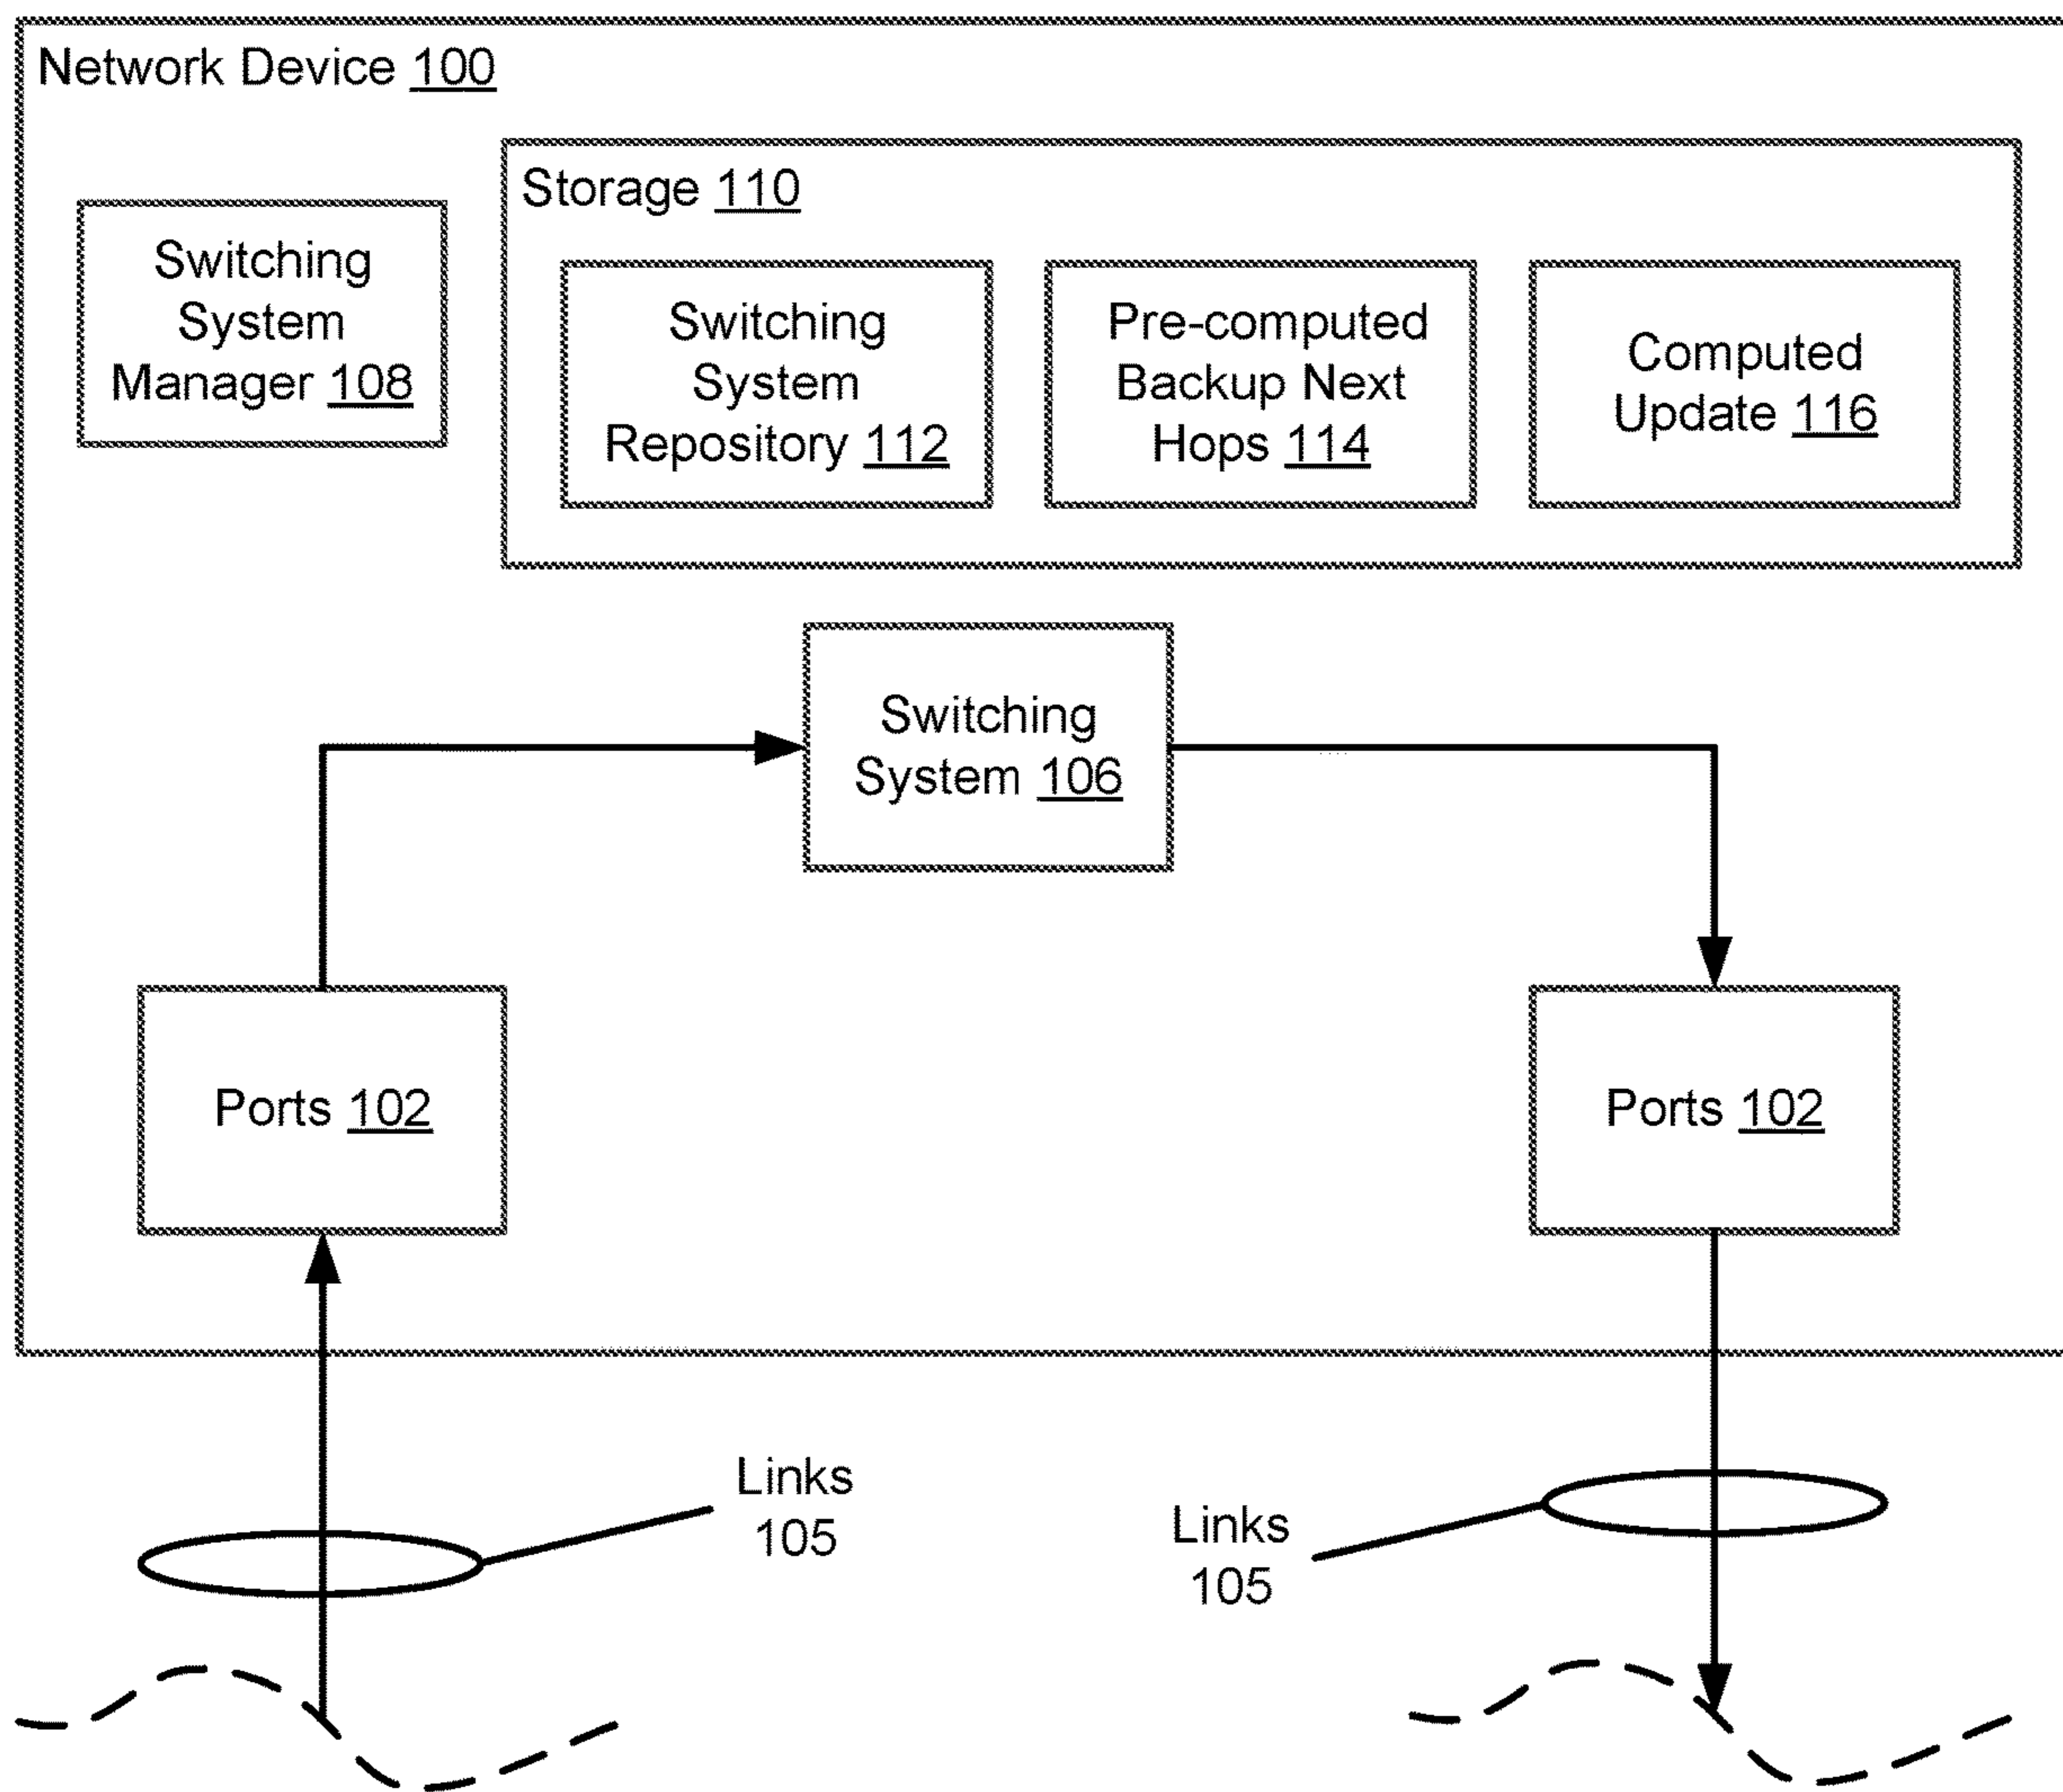 Network Device 100
Storage 110
Switching
System
Manager 108
Switching
System
Repository 112
Pre-computed
Backup Next
Hops 114
Computed
Update 116
Switching
System 106
Ports 102
Ports 102
Links
105
Links
105